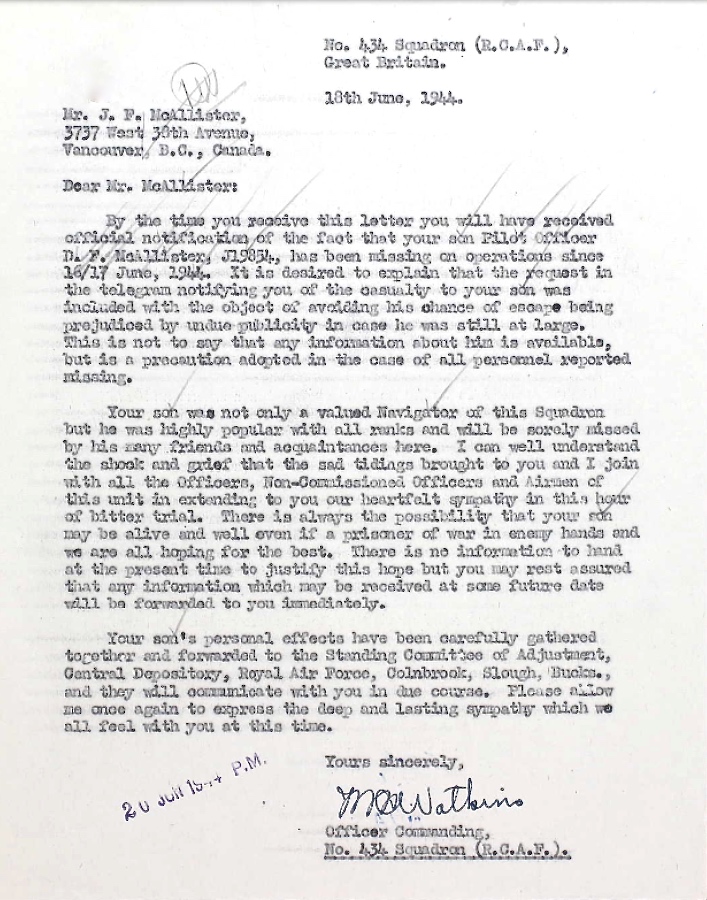 No. 434 Squadron (R.C.A.F.),
Great Britain.
18th June, 1944.
Mr. J. F. McAllister,
3737 West 38th Avenue,
Vancouver, B.C., Canada.
Dear Mr. McAllister:
By the time you receive this letter you will have received
official notification of the fact that your son Pilot Officer
D. F. McAllister, J19854, has been missing on operations since
16/17 June, 1944. It is desired to explain that the request in
the telegram notifying you of the casualty to your son was
included with the object of avoiding his chance of escape being
prejudiced by undue publicity in case he was still at large.
This is not to say that any information about him is available,
but is a precaution adopted in the case of all personnel reported
missing.
Your son was not only a valued Navigator of this Squadron
but he was highly popular with all ranks and will be sorely missed
by his many friends and acquaintances here. I can well understand
the shock and grief that the sad tidings brought to you and I join
with all the Officers, Non-Commissioned Officers and Airmen of
this unit in extending to you our heartfelt sympathy in this hour
of bitter trial. There is always the possibility that your son
may be alive and well even if a prisoner of war in enemy hands and
we are all hoping for the best. There is no information to hand
at the present time to justify this hope but you may rest assured
that any information which may be received at some future date
will be forwarded to you immediately.
Your son's personal effects have been carefully gathered
together and forwarded to the Standing Committee of Adjustment,
Central Depository, Royal Air Force, Colnbrook, Slough, Bucks.,
and they will communicate with you in due course. Please allow
me once again to express the deep and lasting sympathy which we
all feel with you at this time.
Yours sincerely,
Watkins
20 JUN 1944 P.M.
Officer Commanding,
No. 434 Squadron (R.C.A.F.).